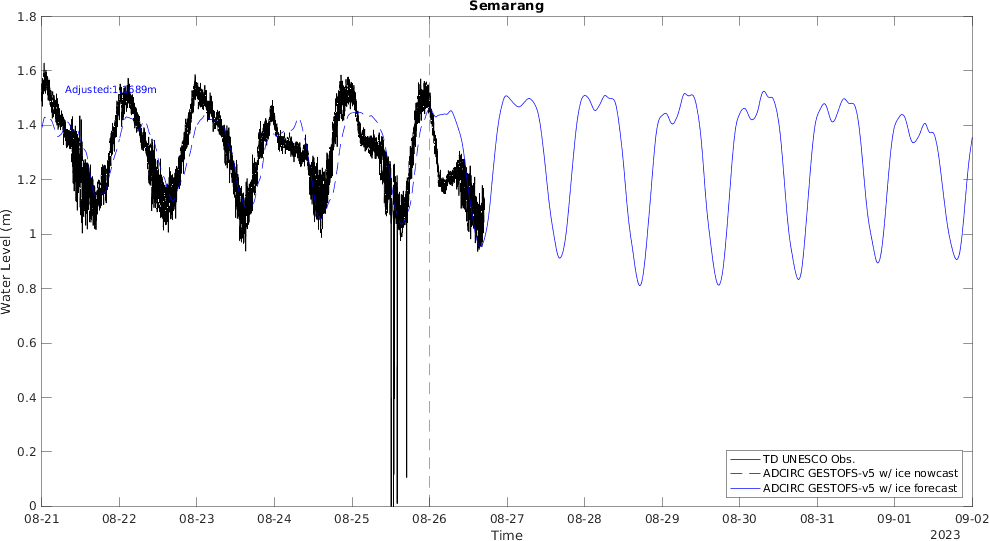 Semarang
Water Level (m)
1.8
1.6
1.4
1.2
1
0.8
0.6
0.4
0.2
0
TD UNESCO Obs.
ADCIRC GESTOFS-v5 w/ ice nowcast
ADCIRC GESTOFS-v5 w/ ice forecast
08-21 08-22 08-23 08-24 08-25 08-26 08-27 08-28 08-29 08-30 08-31 09-01 09-02
Time
2023